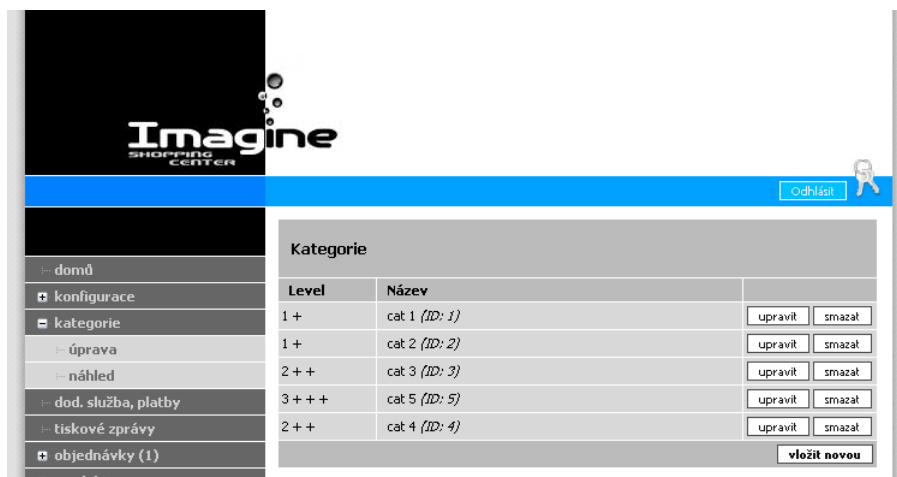 Imagine
SHOPPING
CENTER
Odhlásit
domů
konfigurace
kategorie
úprava
náhled
dod. služba, platby
tiskové zprávy
objednávky (1)
Kategorie
Level Název
1 + cat 1 (ID: 1) upravit smazat
1 + cat 2 (ID: 2) upravit smazat
2 + + cat 3 (ID: 3) upravit smazat
3 + + + cat 5 (ID: 5) upravit smazat
2 + + cat 4 (ID: 4) upravit smazat
vložit novou